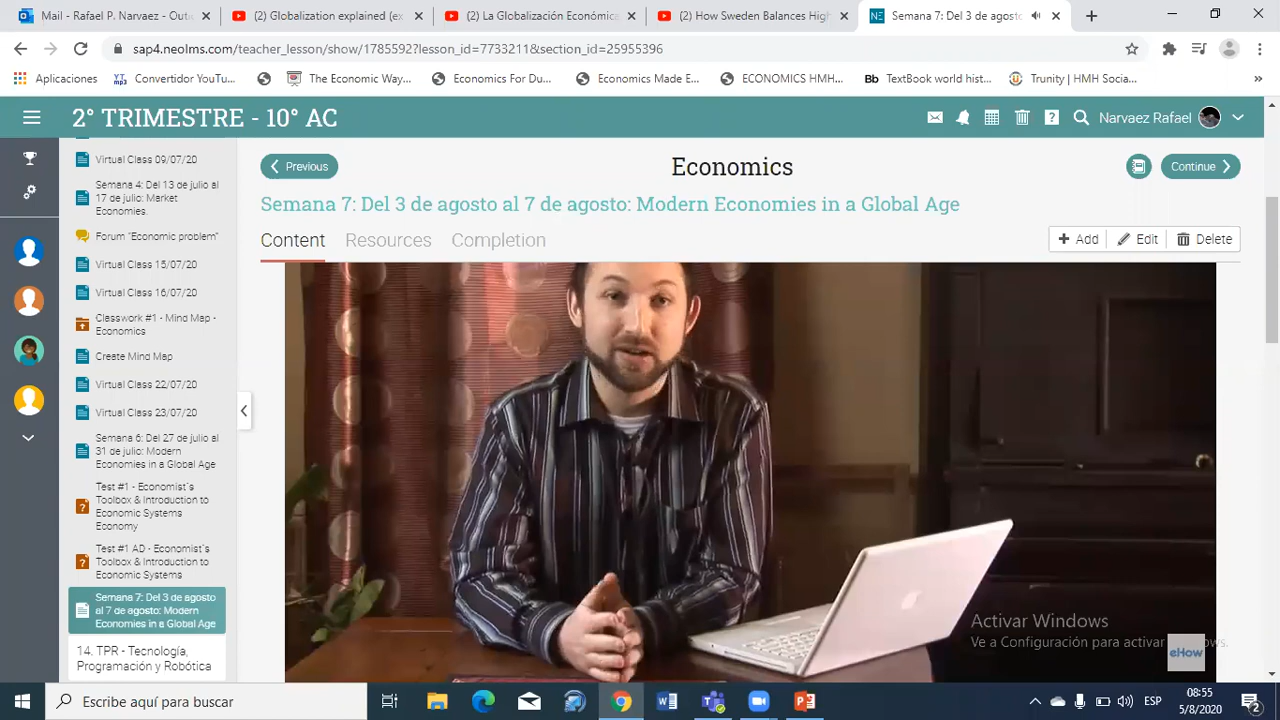 Mail - Rafael P. Narvaez - Outlo
(2) Globalization explained (ex
(2) La Globalización Económica
(2) How Sweden Balances High
Semana 7: Del 3 de agosto
sap4.neolms.com/teacher_lesson/show/1785592?lesson_id=7733211&section_id=25955396
Aplicaciones
Convertidor YouTu...
The Economic Way...
Economics For Du...
Economics Made E...
ECONOMICS HMH...
Bb TextBook world hist...
Trunity | HMH Socia...
»
2° TRIMESTRE - 10° AC
Narvaez Rafael
Virtual Class 09/07/20
Semana 4: Del 13 de julio al
17 de julio: Market
Economies.
Forum "Economic problem"
Virtual Class 15/07/20
Virtual Class 16/07/20
Classwork #1 - Mind Map -
Economics
Create Mind Map
Virtual Class 22/07/20
Virtual Class 23/07/20
Semana 6: Del 27 de julio al
31 de julio: Modern
Economies in a Global Age
Test #1 - Economist´s
Toolbox & Introduction to
Economic Systems
Economy
Test #1 AD - Economist´s
Toolbox & Introduction to
Economic Systems
Semana 7: Del 3 de agosto
al 7 de agosto: Modern
Economies in a Global Age
14. TPR - Tecnología,
Programación y Robótica
Previous
Economics
Continue
Semana 7: Del 3 de agosto al 7 de agosto: Modern Economies in a Global Age
Content
Resources
Completion
Add
Edit
Delete
Activar Windows
Ve a Configuración para activar Windows.
eHow
Escribe aquí para buscar
ESP
08:55
5/8/2020
2